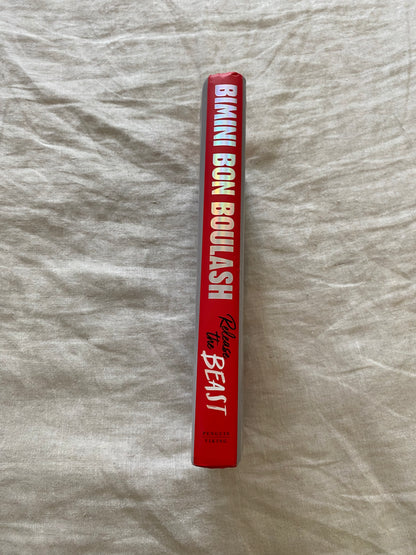 BIMINI BON BOULASH
Release
the BEAST